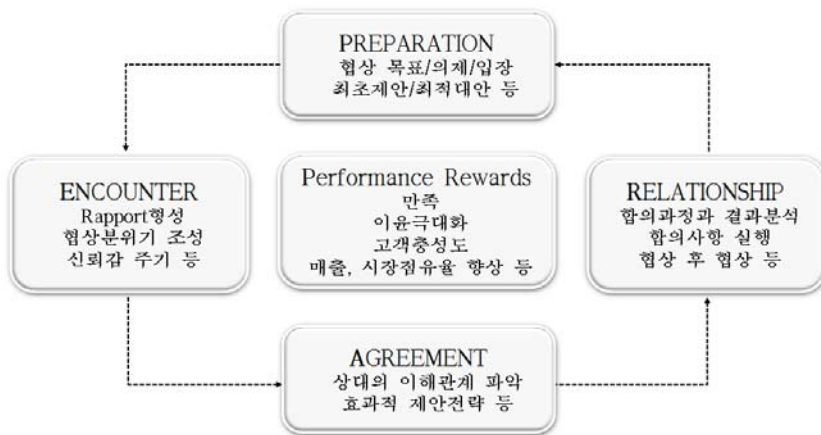 PREPARATION
협상 목표/의제/입장
최초제안/최적대안 등
ENCOUNTER
Rapport형성
협상분위기 조성
신뢰감 주기 등
Performance Rewards
만족
이윤극대화
고객충성도
매출, 시장점유율 향상 등
RELATIONSHIP
합의과정과 결과분석
합의사항 실행
협상 후 협상 등
AGREEMENT
상대의 이해관계 파악
효과적 제안전략 등